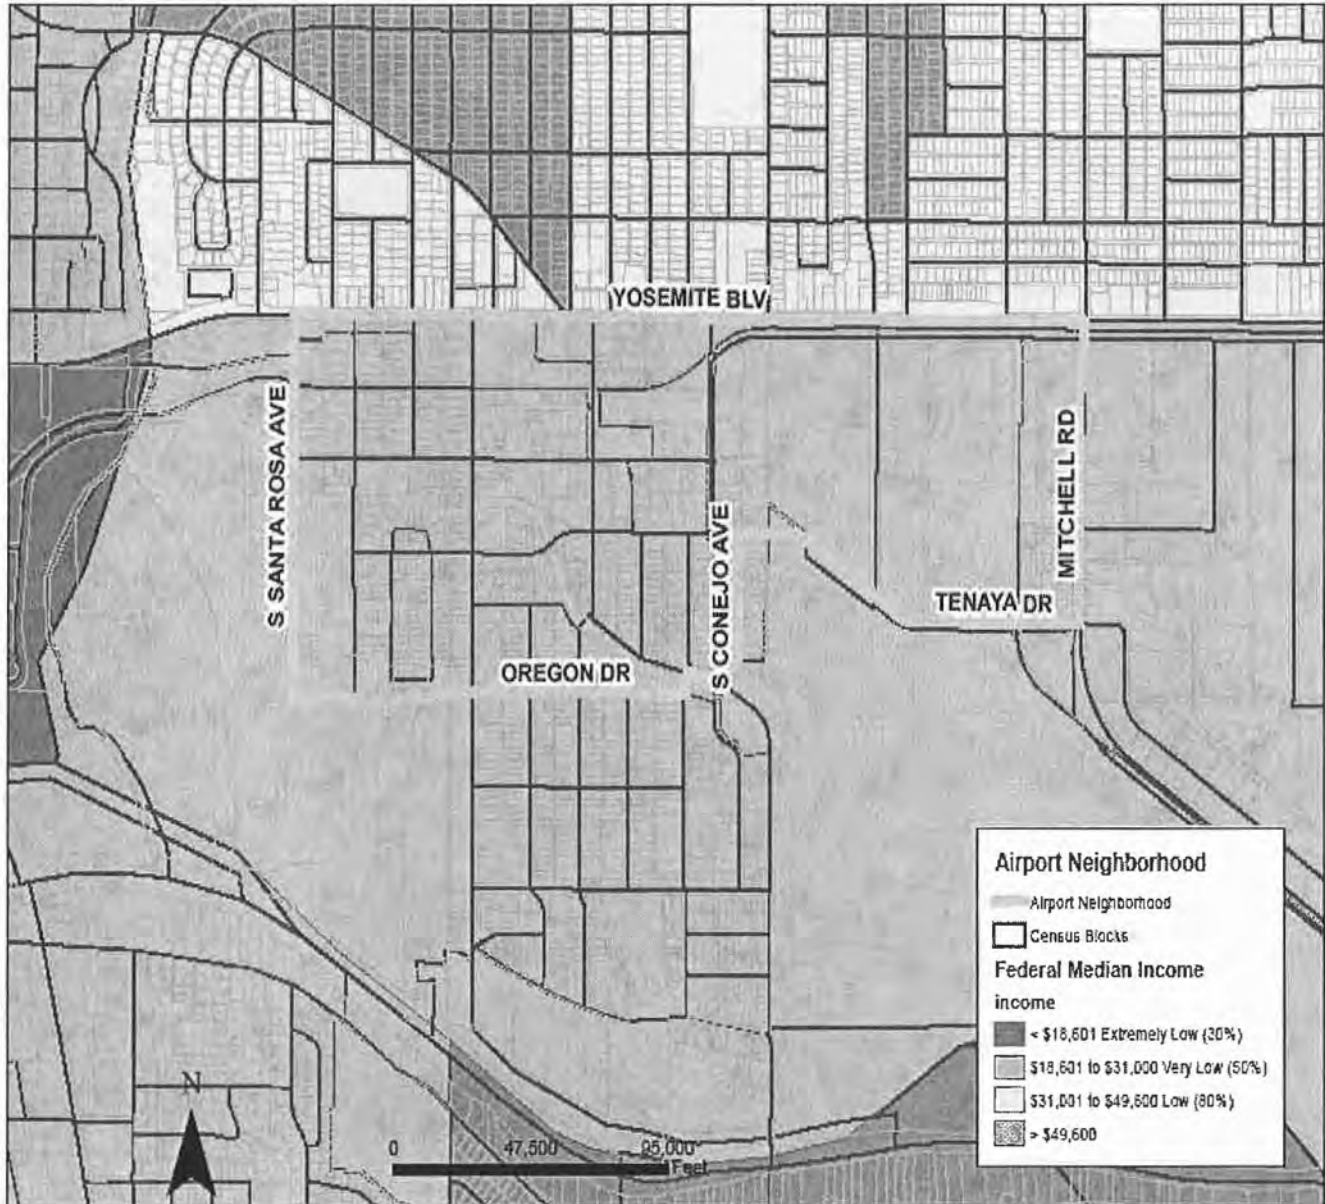 YOSEMITE BLV
S SANTA ROSA AVE
S CONEJO AVE
MITCHELL RD
TENAYA DR
OREGON DR
Airport Neighborhood
Airport Neighborhood
Census Blocks
Federal Median Income
income
< $18,601 Extremely Low (30%)
$18,601 to $31,000 Very Low (50%)
$31,001 to $49,600 Low (80%)
> $49,600
N
0 47,500 95,000
Feet